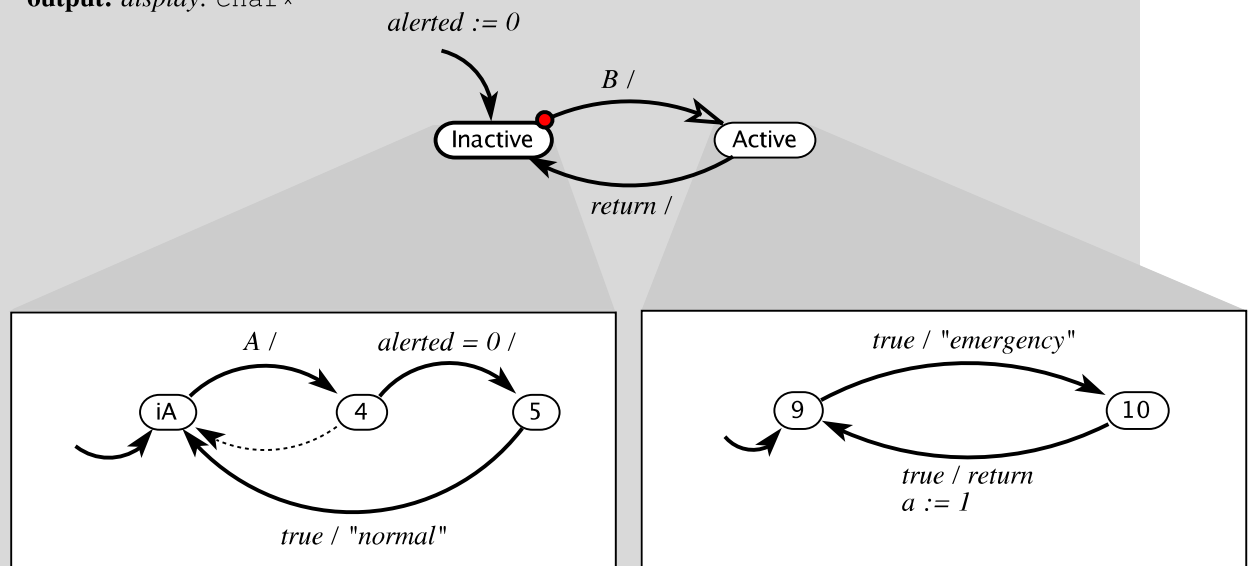 output: display: char*
alerted := 0
B /
Inactive
Active
return /
A /
alerted = 0 /
iA
4
5
true / "normal"
true / "emergency"
9
10
true / return
a := 1